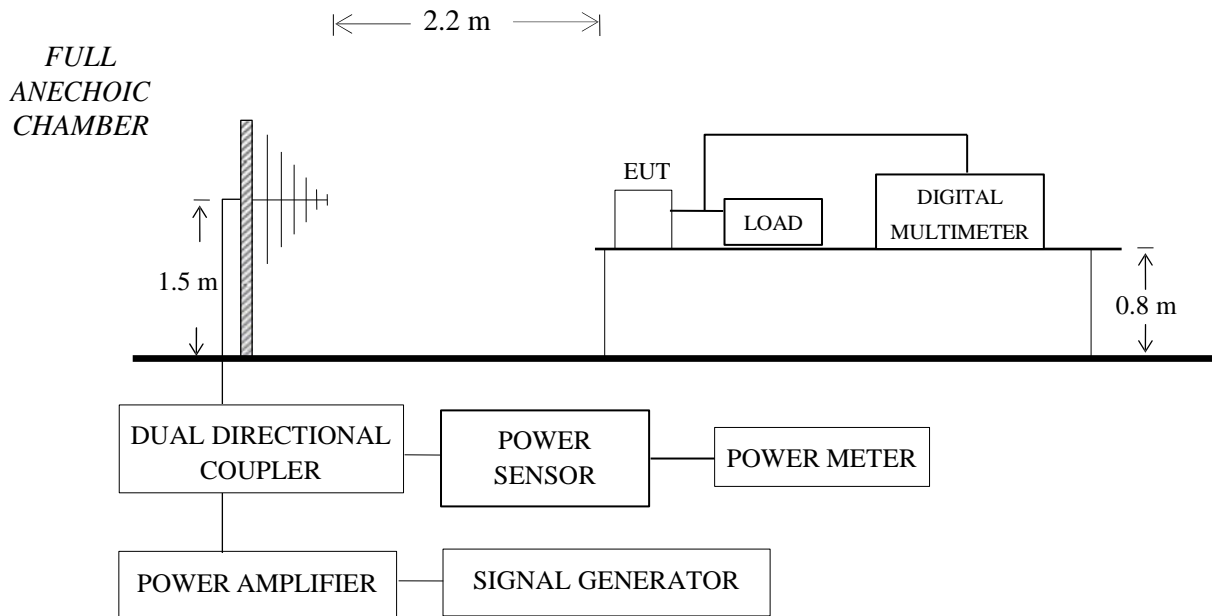 2.2 m
FULL
ANECHOIC
CHAMBER
EUT
LOAD
DIGITAL
MULTIMETER
1.5 m
0.8 m
DUAL DIRECTIONAL
COUPLER
POWER
SENSOR
POWER METER
POWER AMPLIFIER
SIGNAL GENERATOR